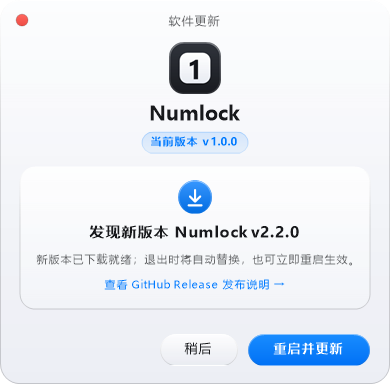 软件更新
1
Numlock
当前版本 v1.0.0
发现新版本 Numlock v2.2.0
新版本已下载就绪；退出时将自动替换，也可立即重启生效。
查看 GitHub Release 发布说明 →
稍后
重启并更新